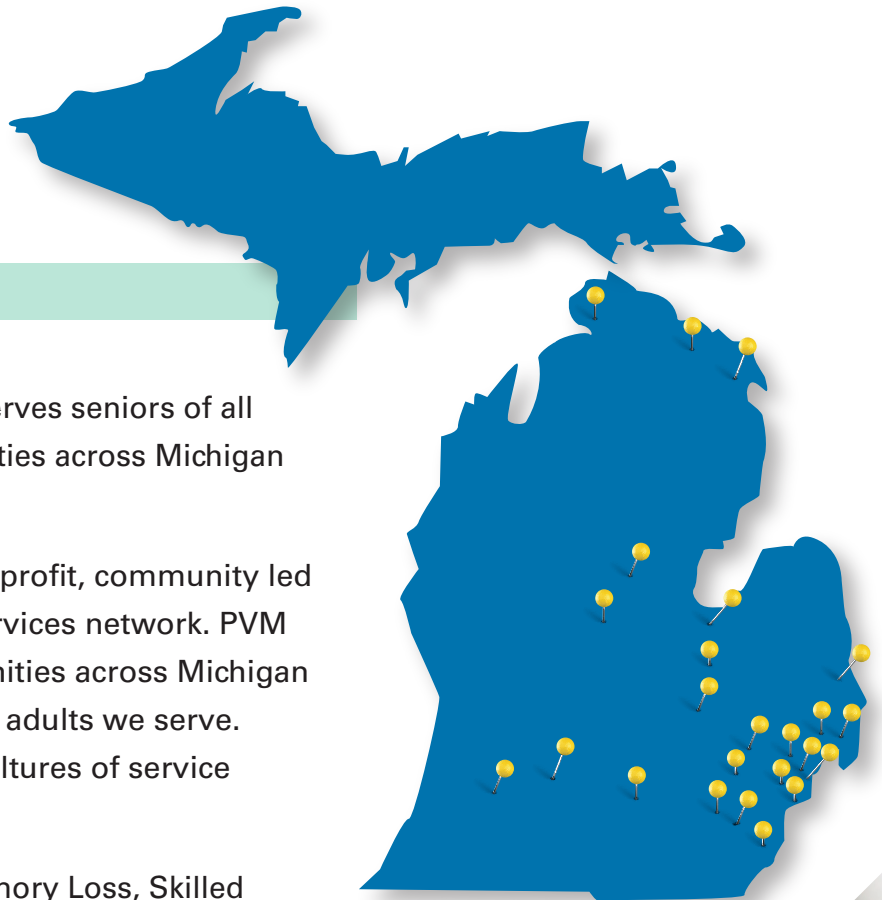 erves seniors of all
ties across Michigan
profit, community led
rvices network. PVM
nities across Michigan
adults we serve.
ltures of service
mory Loss, Skilled